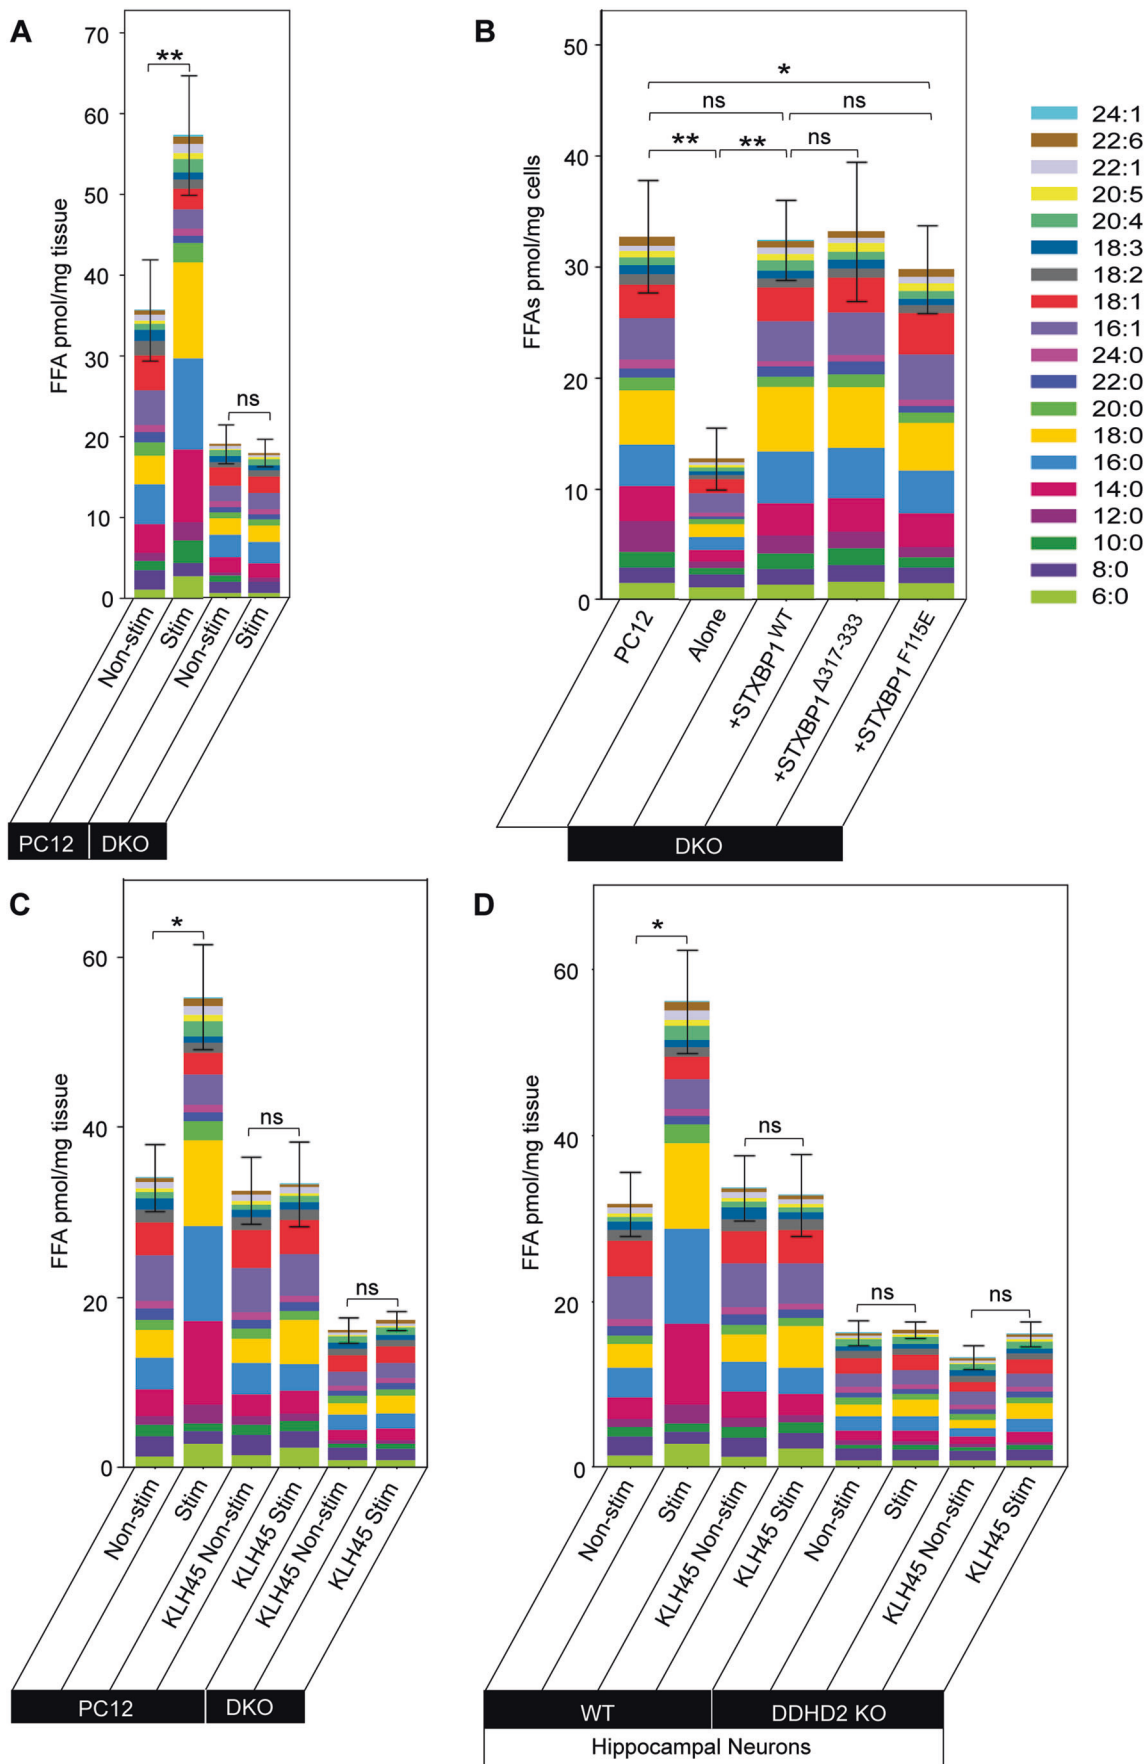 A
FFA pmol/mg tissue
70
60
50
40
30
20
10
0
**
ns
Non-stim
Stim
Non-stim
Stim
PC12
DKO
B
FFAs pmol/mg cells
50
40
30
20
10
0
*
ns
ns
**
**
ns
PC12
Alone
+STXBP1 WT
+STXBP1 Δ317-333
+STXBP1 F115E
DKO
24:1
22:6
22:1
20:5
20:4
18:3
18:2
18:1
16:1
24:0
22:0
20:0
18:0
16:0
14:0
12:0
10:0
8:0
6:0
C
FFA pmol/mg tissue
60
40
20
0
*
ns
ns
Non-stim
Stim
KLH45 Non-stim
KLH45 Stim
KLH45 Non-stim
KLH45 Stim
PC12
DKO
D
FFA pmol/mg tissue
60
40
20
0
*
ns
ns
ns
Non-stim
Stim
KLH45 Non-stim
KLH45 Stim
Non-stim
Stim
KLH45 Non-stim
KLH45 Stim
WT
DDHD2 KO
Hippocampal Neurons